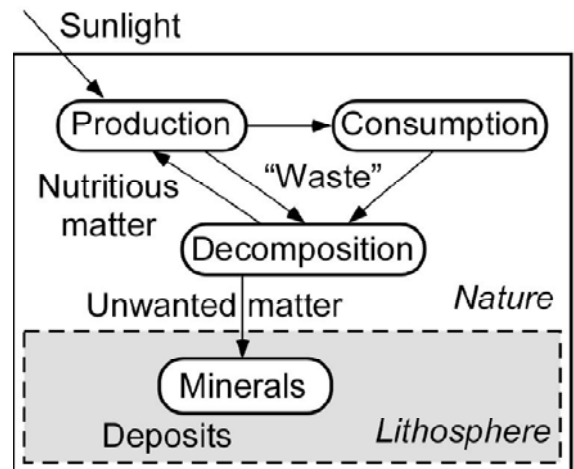 Sunlight
Production
Consumption
Nutritious
matter
“Waste”
Decomposition
Unwanted matter
Nature
Minerals
Deposits
Lithosphere